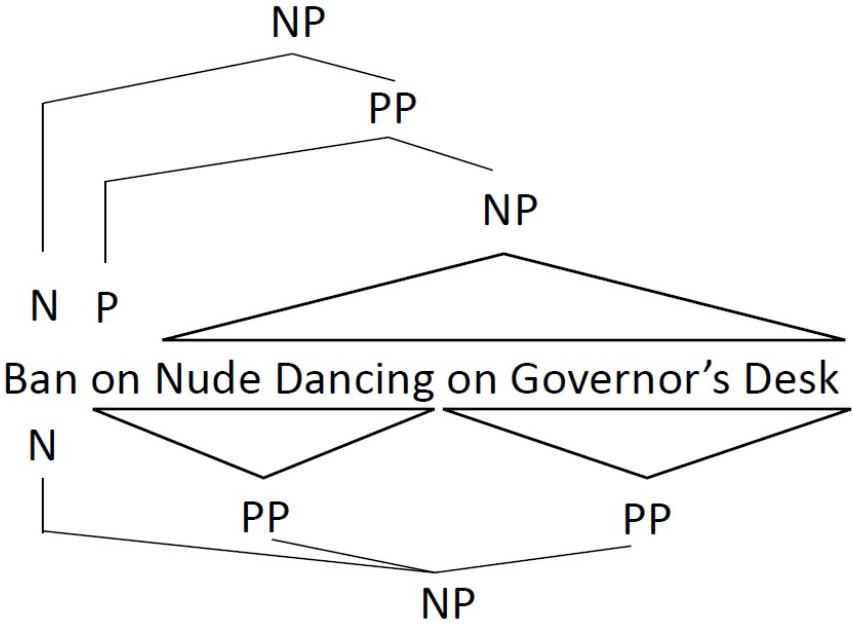 NP
PP
NP
N P
Ban on Nude Dancing on Governor’s Desk
N
PP PP
NP